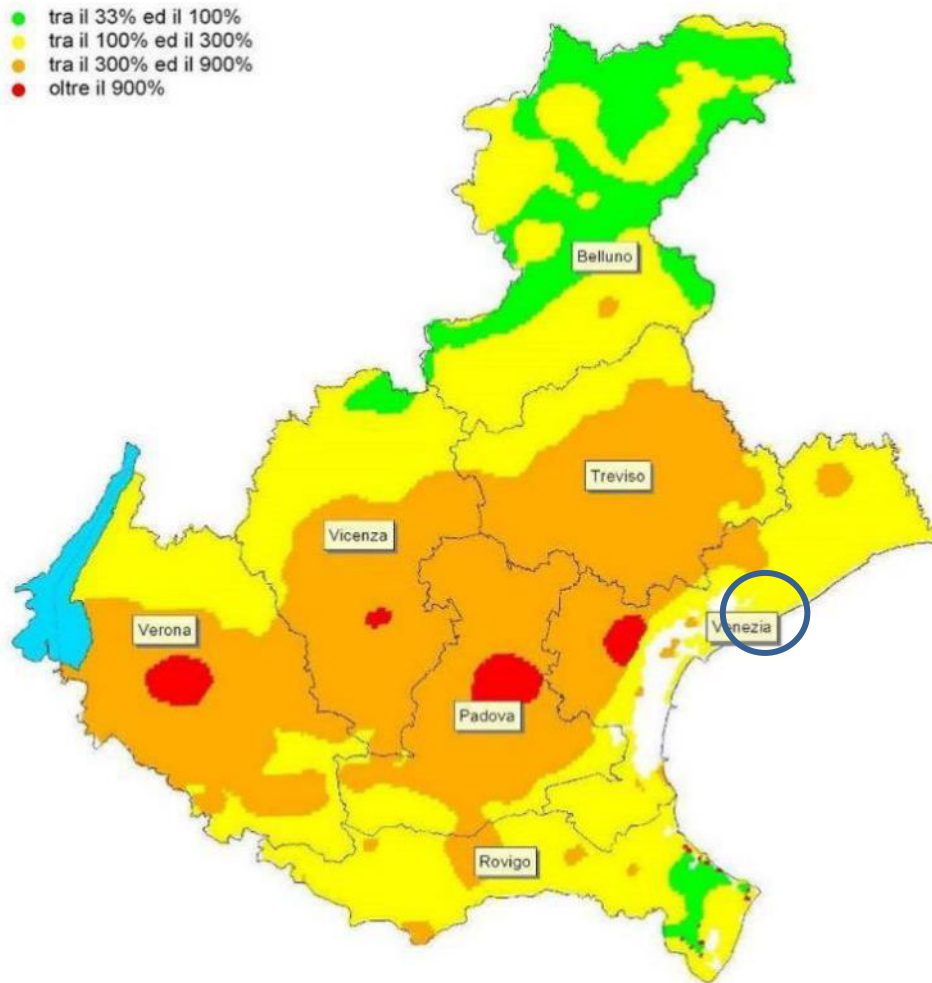 tra il 33% ed il 100%
tra il 100% ed il 300%
tra il 300% ed il 900%
oltre il 900%
Belluno
Treviso
Vicenza
Verona
Venezia
Padova
Rovigo